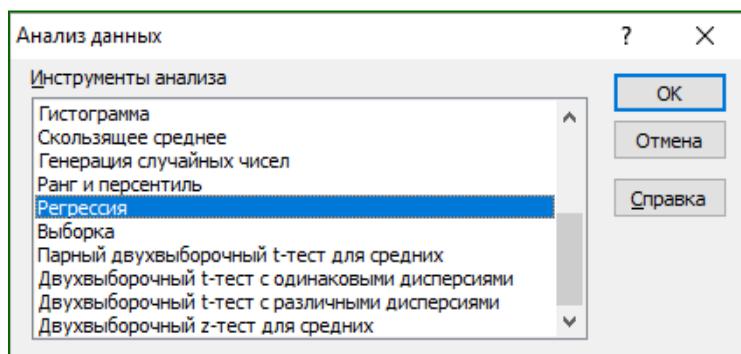 Анализ данных
?
Инструменты анализа
Гистограмма
Скользящее среднее
Генерация случайных чисел
Ранг и персентиль
Регрессия
Выборка
Парный двухвыборочный t-тест для средних
Двухвыборочный t-тест с одинаковыми дисперсиями
Двухвыборочный t-тест с различными дисперсиями
Двухвыборочный z-тест для средних
ОК
Отмена
Справка